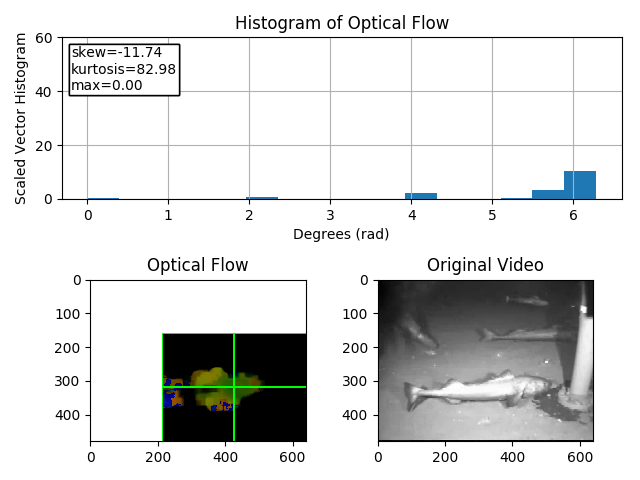 Histogram of Optical Flow
Scaled Vector Histogram
60
40
20
0
skew=-11.74
kurtosis=82.98
max=0.00
0 1 2 3 4 5 6
Degrees (rad)
Optical Flow
0
100
200
300
400
0 200 400 600
Original Video
0
100
200
300
400
0 200 400 600